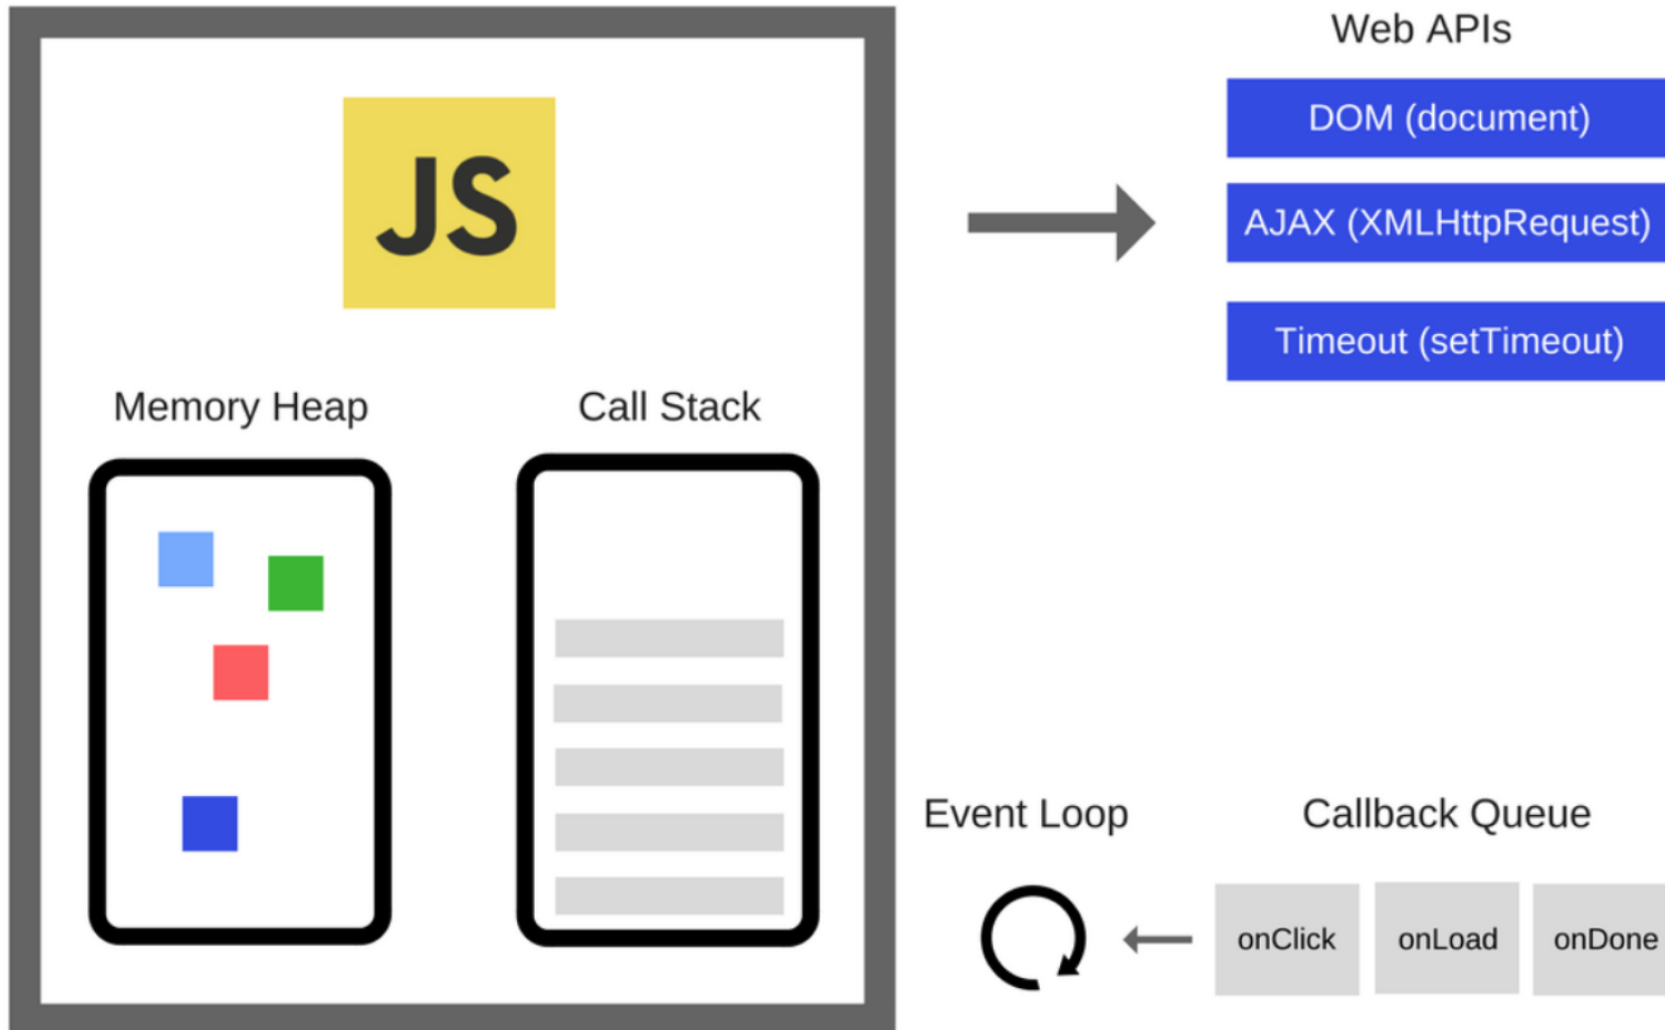 Web APIs
DOM (document)
JS
AJAX (XMLHttpRequest)
Timeout (setTimeout)
Memory Heap
Call Stack
Event Loop
Callback Queue
onClick
onLoad
onDone